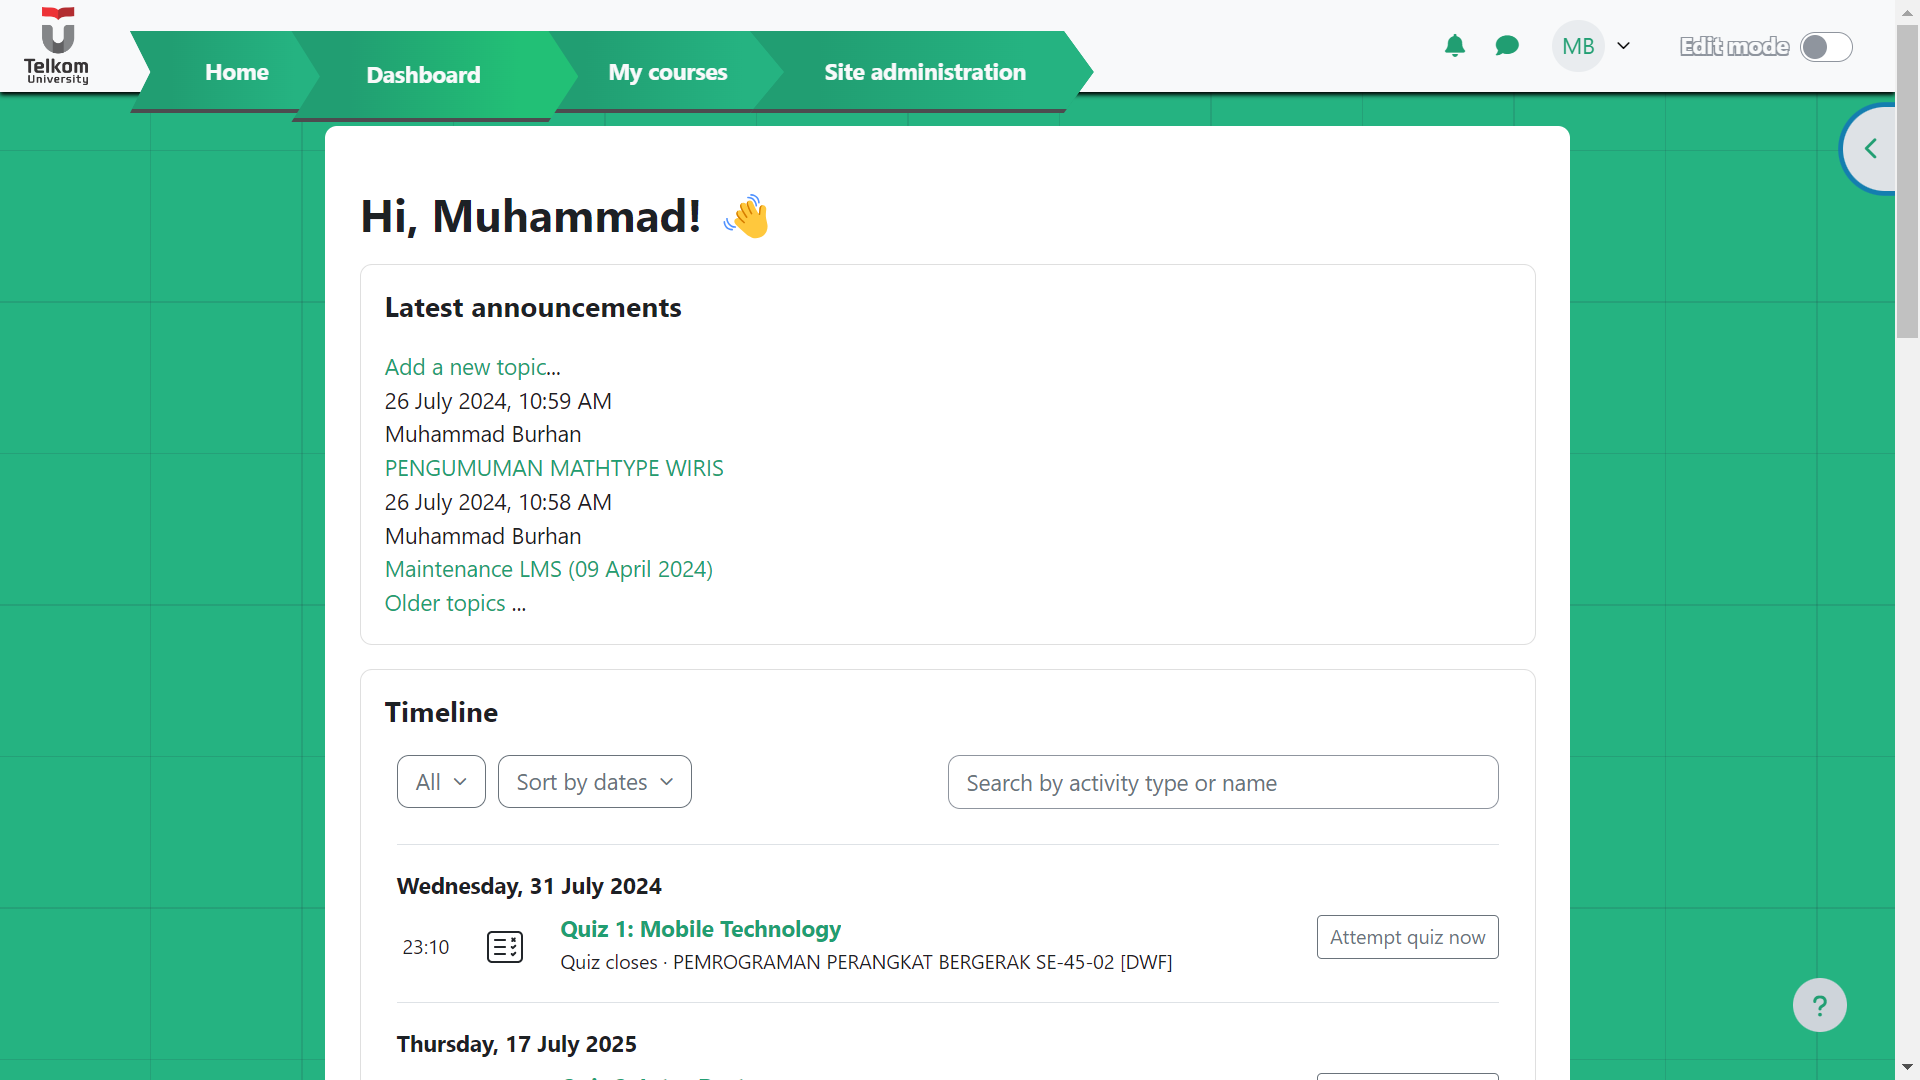 Telkom
University
Home
Dashboard
My courses
Site administration
MB
Edit mode
Hi, Muhammad!
Latest announcements
Add a new topic...
26 July 2024, 10:59 AM
Muhammad Burhan
PENGUMUMAN MATHTYPE WIRIS
26 July 2024, 10:58 AM
Muhammad Burhan
Maintenance LMS (09 April 2024)
Older topics ...
Timeline
All
Sort by dates
Search by activity type or name
Wednesday, 31 July 2024
23:10
Quiz 1: Mobile Technology
Quiz closes · PEMROGRAMAN PERANGKAT BERGERAK SE-45-02 [DWF]
Attempt quiz now
?
Thursday, 17 July 2025